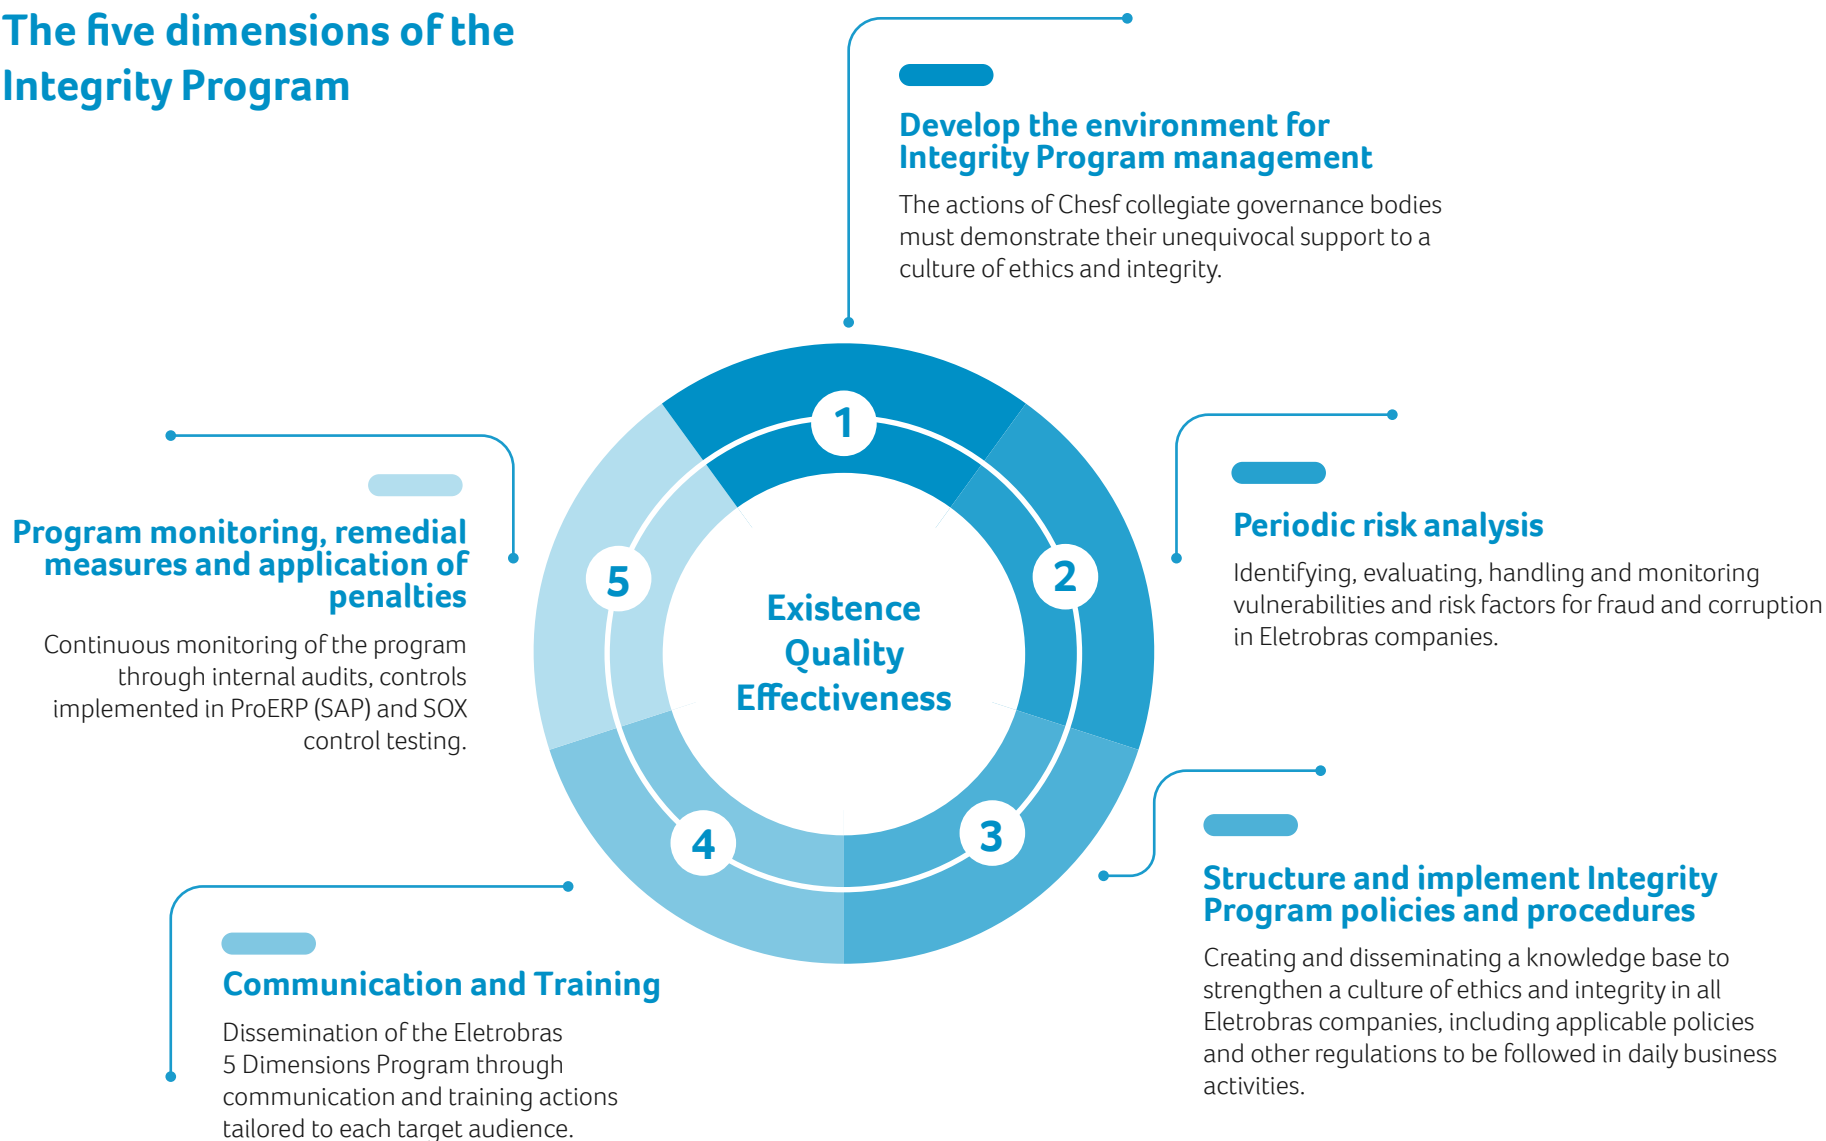 The five dimensions of the
Integrity Program
Develop the environment for
Integrity Program management
The actions of Chesf collegiate governance bodies
must demonstrate their unequivocal support to a
culture of ethics and integrity.
1
2
3
4
5
Existence
Quality
Effectiveness
Periodic risk analysis
Identifying, evaluating, handling and monitoring
vulnerabilities and risk factors for fraud and corruption
in Eletrobras companies.
Structure and implement Integrity
Program policies and procedures
Creating and disseminating a knowledge base to
strengthen a culture of ethics and integrity in all
Eletrobras companies, including applicable policies
and other regulations to be followed in daily business
activities.
Communication and Training
Dissemination of the Eletrobras
5 Dimensions Program through
communication and training actions
tailored to each target audience.
Program monitoring, remedial
measures and application of
penalties
Continuous monitoring of the program
through internal audits, controls
implemented in ProERP (SAP) and SOX
control testing.